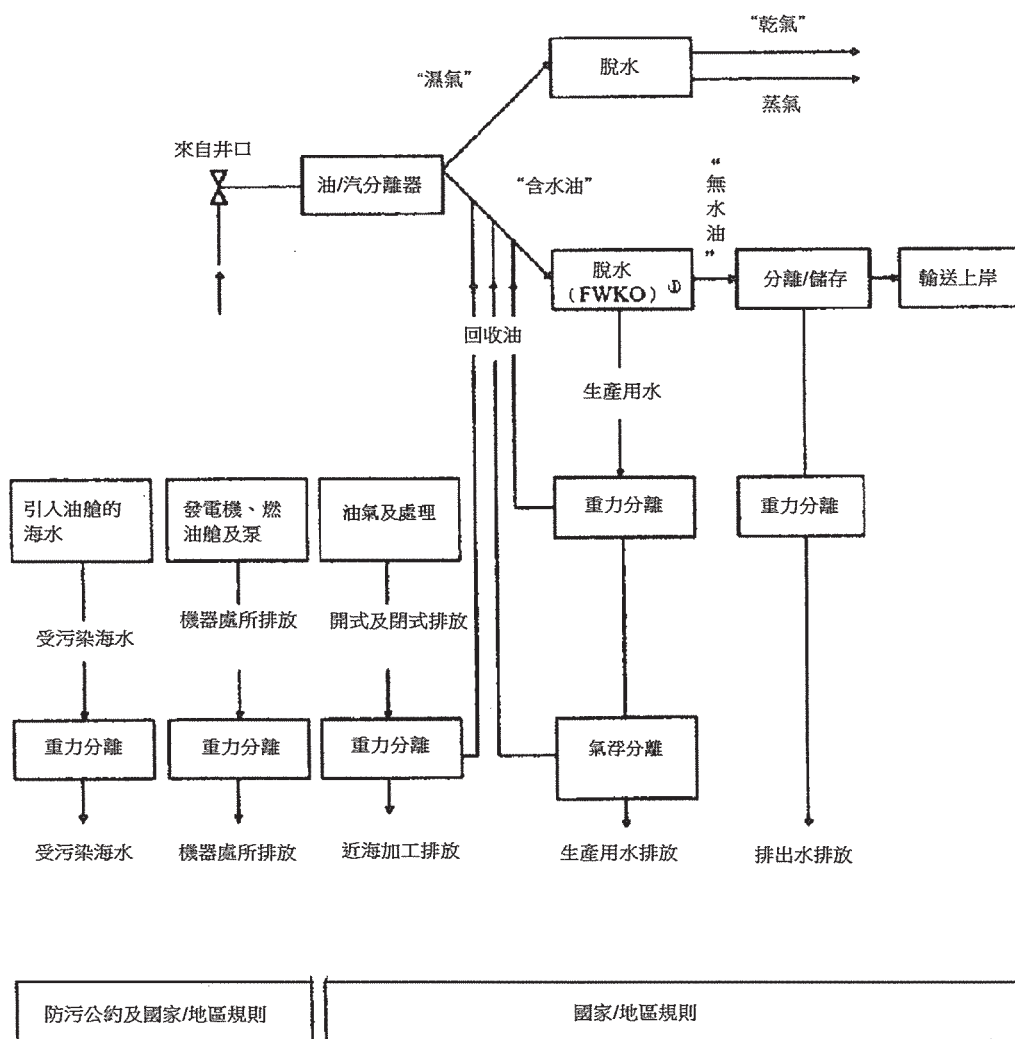 “乾氣”
脫水
“濕氣”
蒸氣
來自井口
油/汽分離器
“含水油”
“無水油”
脫水
（FWKO）①
分離/儲存
輸送上岸
回收油
生產用水
引入油艙的
海水
發電機、燃
油艙及泵
油氣及處理
重力分離
重力分離
受污染海水
機器處所排放
開式及閉式排放
重力分離
重力分離
重力分離
氣浮分離
受污染海水
機器處所排放
近海加工排放
生產用水排放
排出水排放
防污公約及國家/地區規則
國家/地區規則